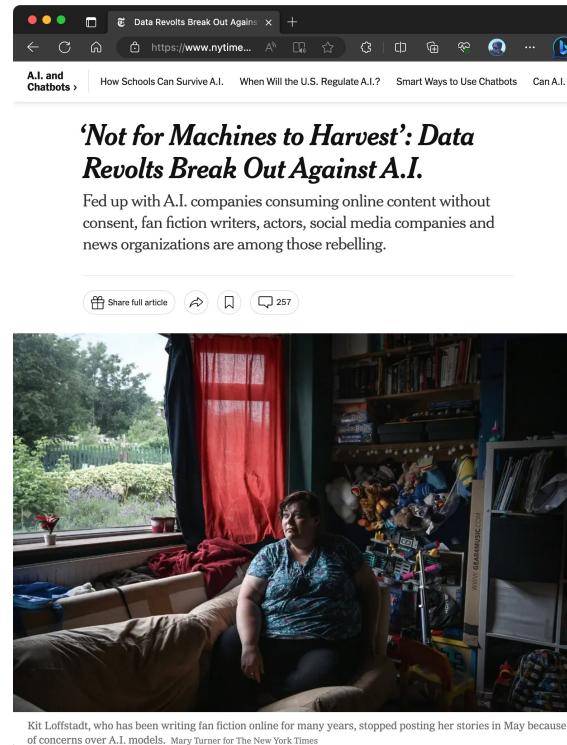 Data Revolts Break Out Agains
https://www.nytime...
A.I. and How Schools Can Survive A.I. When Will the U.S. Regulate A.I.? Smart Ways to Use Chatbots Can A.I.
Chatbots ›
‘Not for Machines to Harvest’: Data
Revolts Break Out Against A.I.
Fed up with A.I. companies consuming online content without
consent, fan fiction writers, actors, social media companies and
news organizations are among those rebelling.
Share full article 257
WWW.GEAR4MUSIC.COM
Kit Loffstadt, who has been writing fan fiction online for many years, stopped posting her stories in May because
of concerns over A.I. models. Mary Turner for The New York Times